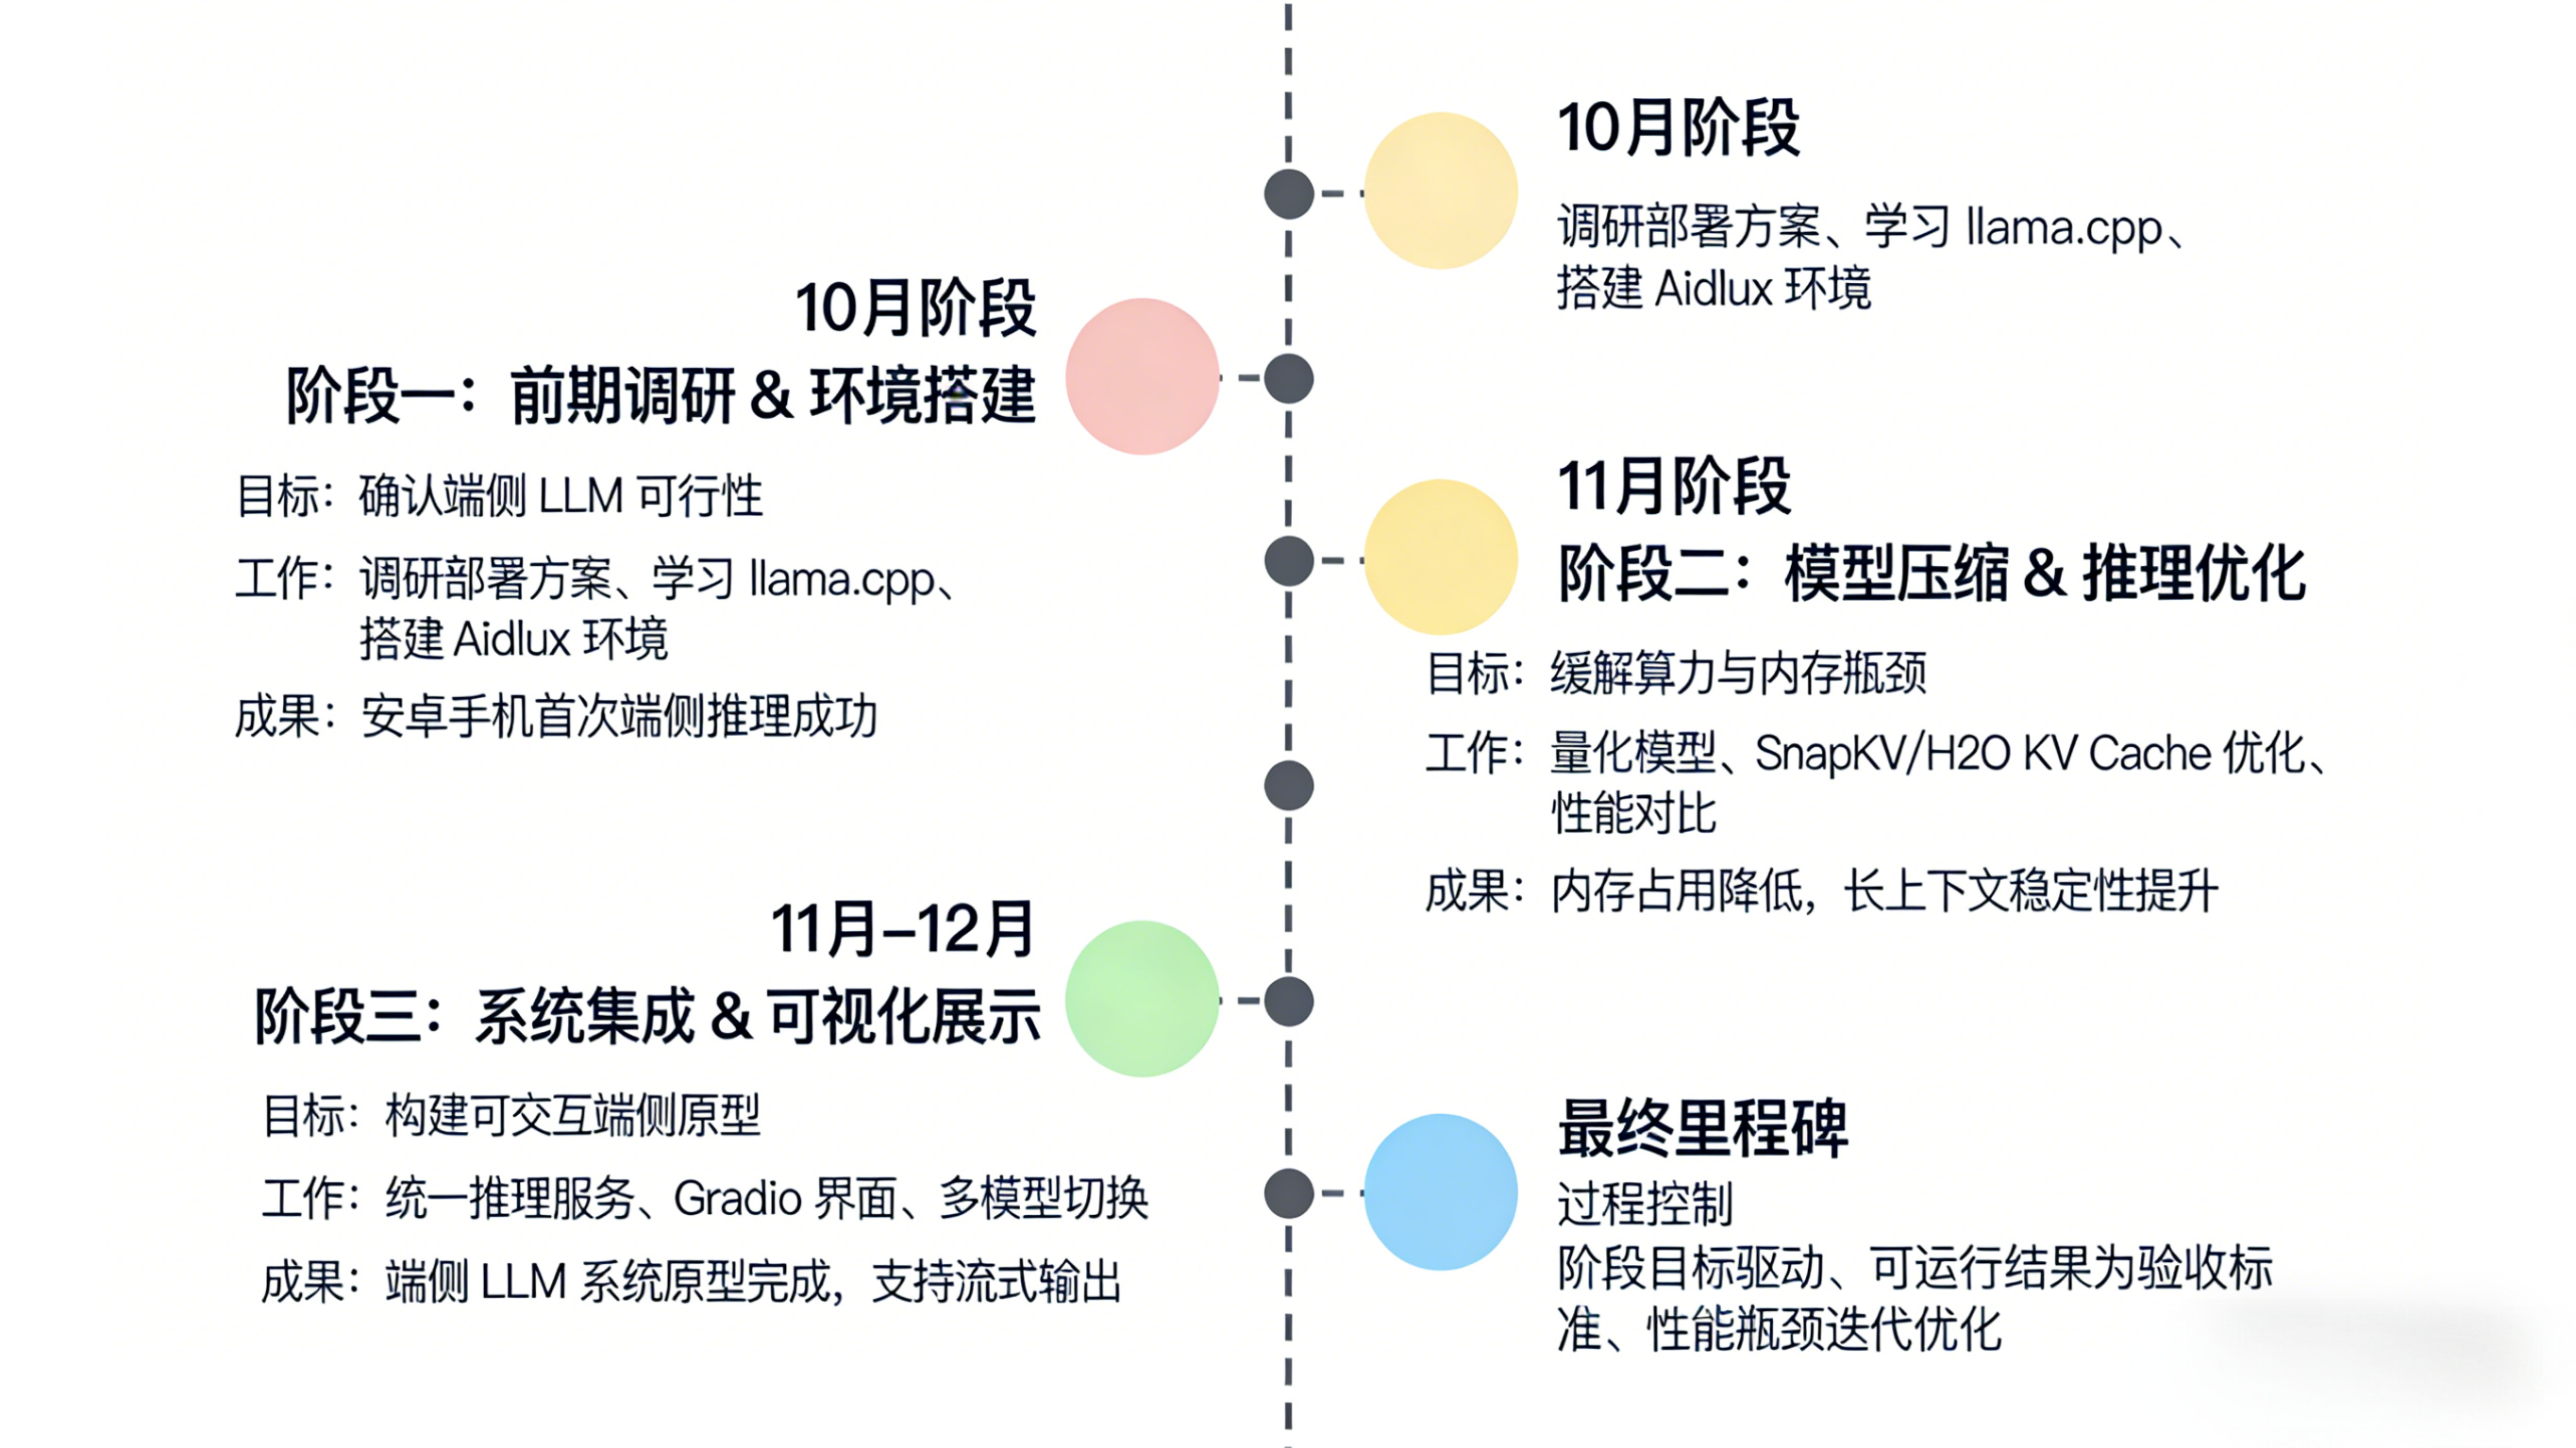 10月阶段
调研部署方案、学习 llama.cpp、
搭建 Aidlux 环境
10月阶段
阶段一：前期调研 & 环境搭建
目标：确认端侧 LLM 可行性
工作：调研部署方案、学习 llama.cpp、
搭建 Aidlux 环境
成果：安卓手机首次端侧推理成功
11月阶段
阶段二：模型压缩 & 推理优化
目标：缓解算力与内存瓶颈
工作：量化模型、SnapKV/H2O KV Cache 优化、
性能对比
成果：内存占用降低，长上下文稳定性提升
11月–12月
阶段三：系统集成 & 可视化展示
目标：构建可交互端侧原型
工作：统一推理服务、Gradio 界面、多模型切换
成果：端侧 LLM 系统原型完成，支持流式输出
最终里程碑
过程控制
阶段目标驱动、可运行结果为验收标
准、性能瓶颈迭代优化